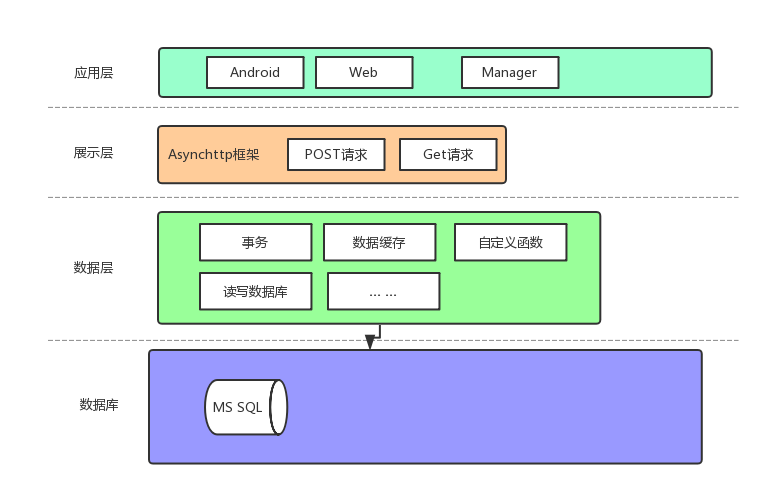 应用层
Android
Web
Manager
展示层
Asynchttp框架
POST请求
Get请求
数据层
事务
数据缓存
自定义函数
读写数据库
... ...
数据库
MS SQL